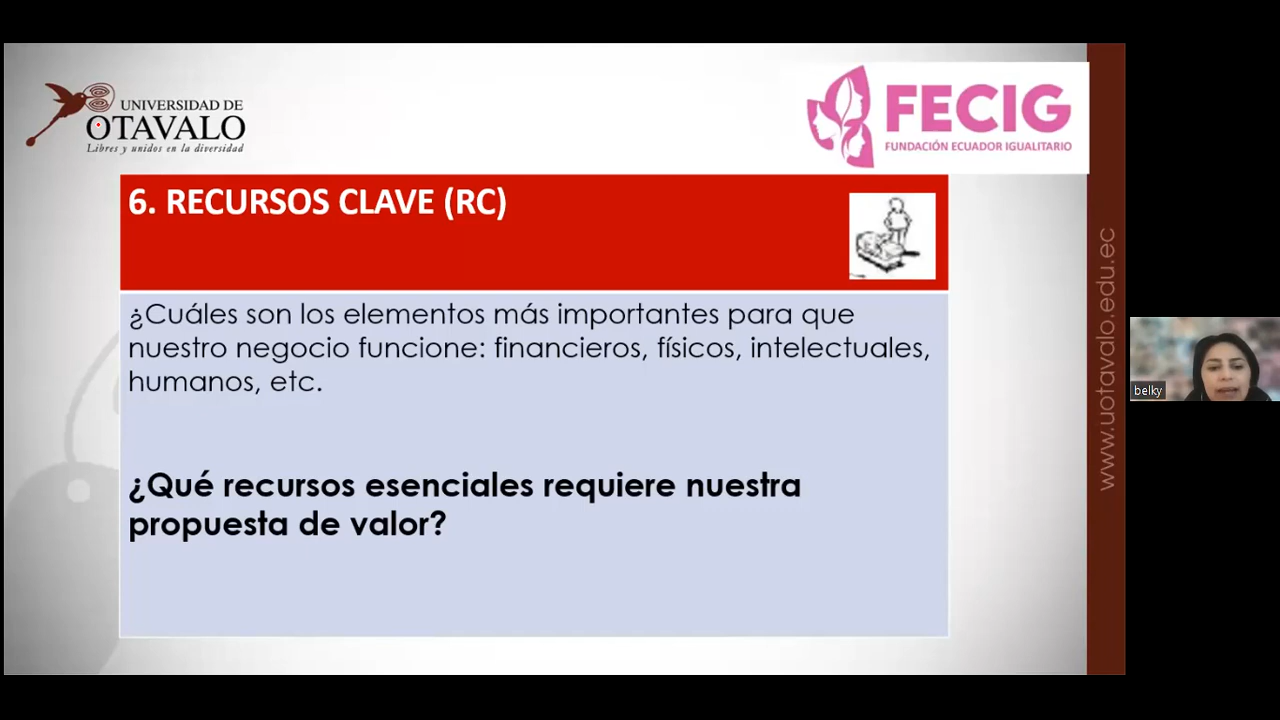 UNIVERSIDAD DE
OTAVALO
Libres y unidos en la diversidad
FECIG
FUNDACIÓN ECUADOR IGUALITARIO
6. RECURSOS CLAVE (RC)
¿Cuáles son los elementos más importantes para que
nuestro negocio funcione: financieros, físicos, intelectuales,
humanos, etc.
¿Qué recursos esenciales requiere nuestra
propuesta de valor?
www.uotavalo.edu.ec
belky